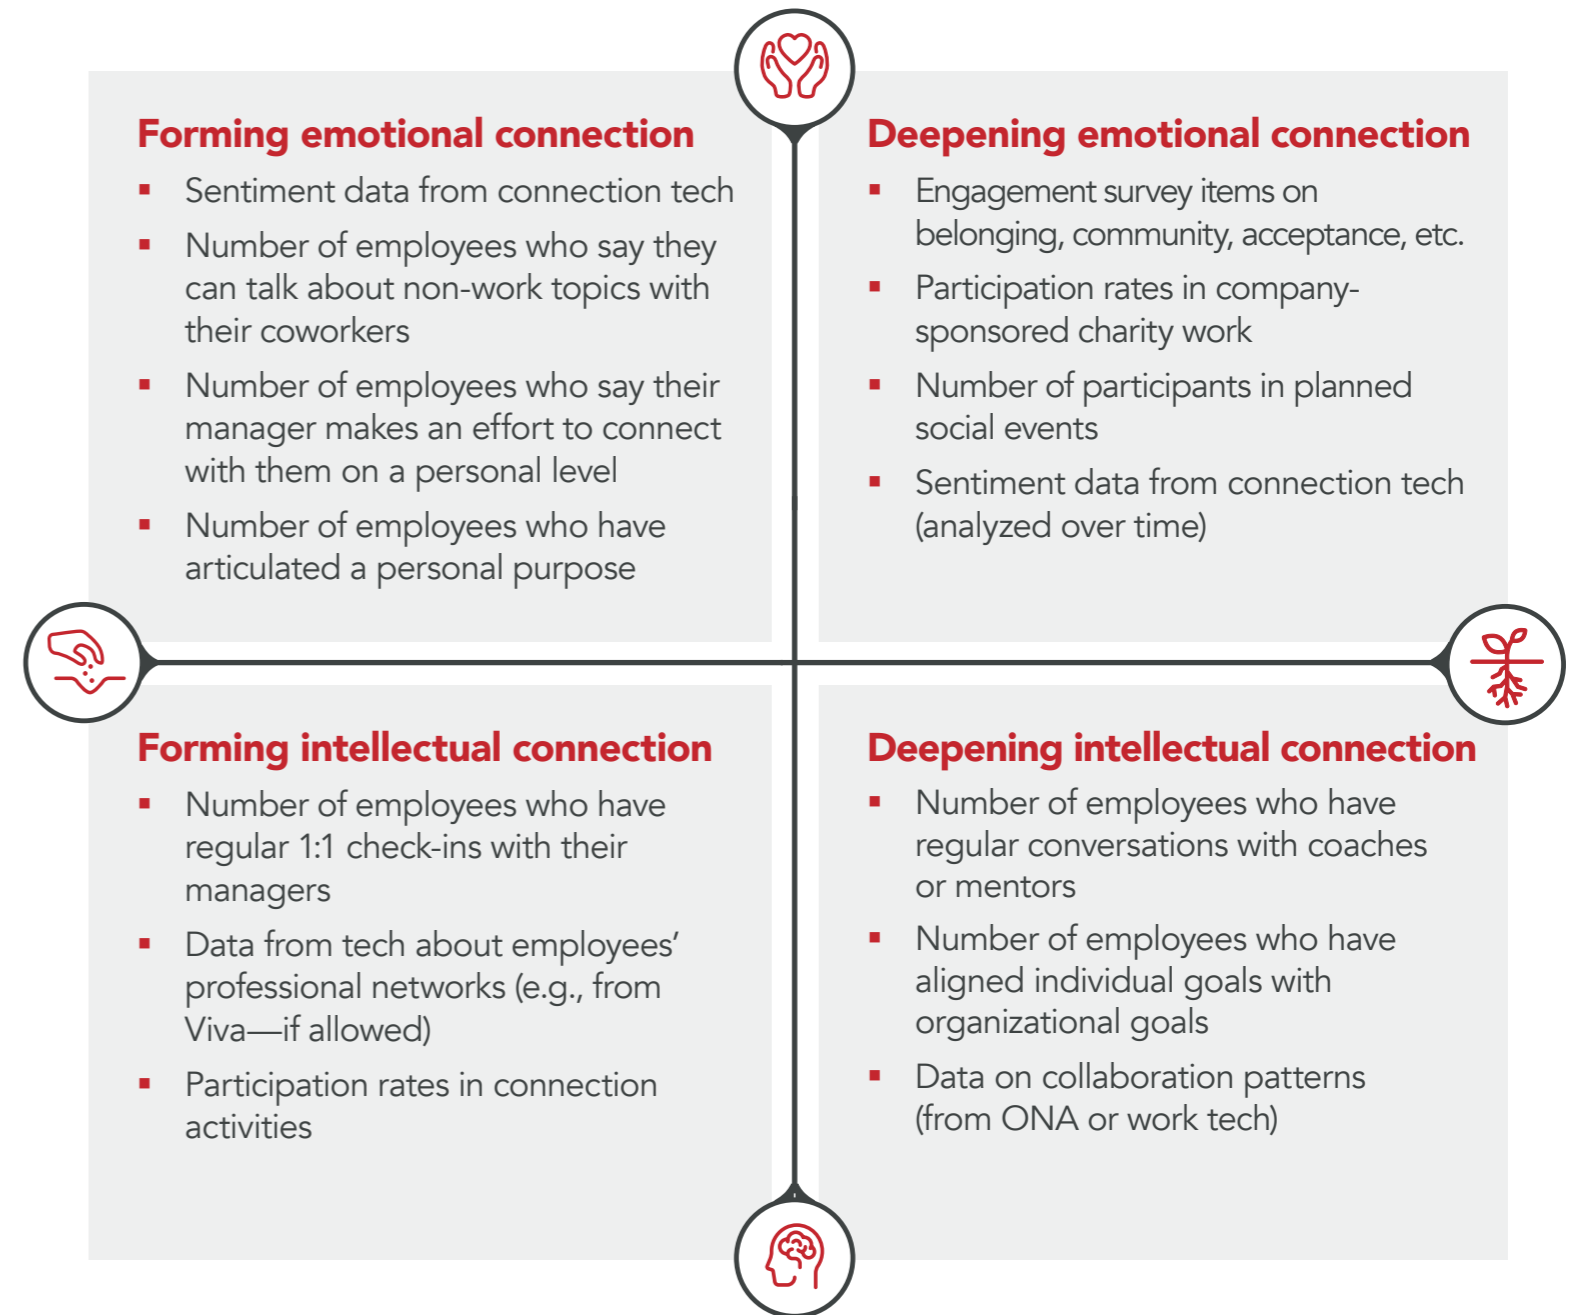 Forming emotional connection
▪ Sentiment data from connection tech
▪ Number of employees who say they
can talk about non-work topics with
their coworkers
▪ Number of employees who say their
manager makes an effort to connect
with them on a personal level
▪ Number of employees who have
articulated a personal purpose
Deepening emotional connection
▪ Engagement survey items on
belonging, community, acceptance, etc.
▪ Participation rates in company-
sponsored charity work
▪ Number of participants in planned
social events
▪ Sentiment data from connection tech
(analyzed over time)
Forming intellectual connection
▪ Number of employees who have
regular 1:1 check-ins with their
managers
▪ Data from tech about employees’
professional networks (e.g., from
Viva—if allowed)
▪ Participation rates in connection
activities
Deepening intellectual connection
▪ Number of employees who have
regular conversations with coaches
or mentors
▪ Number of employees who have
aligned individual goals with
organizational goals
▪ Data on collaboration patterns
(from ONA or work tech)